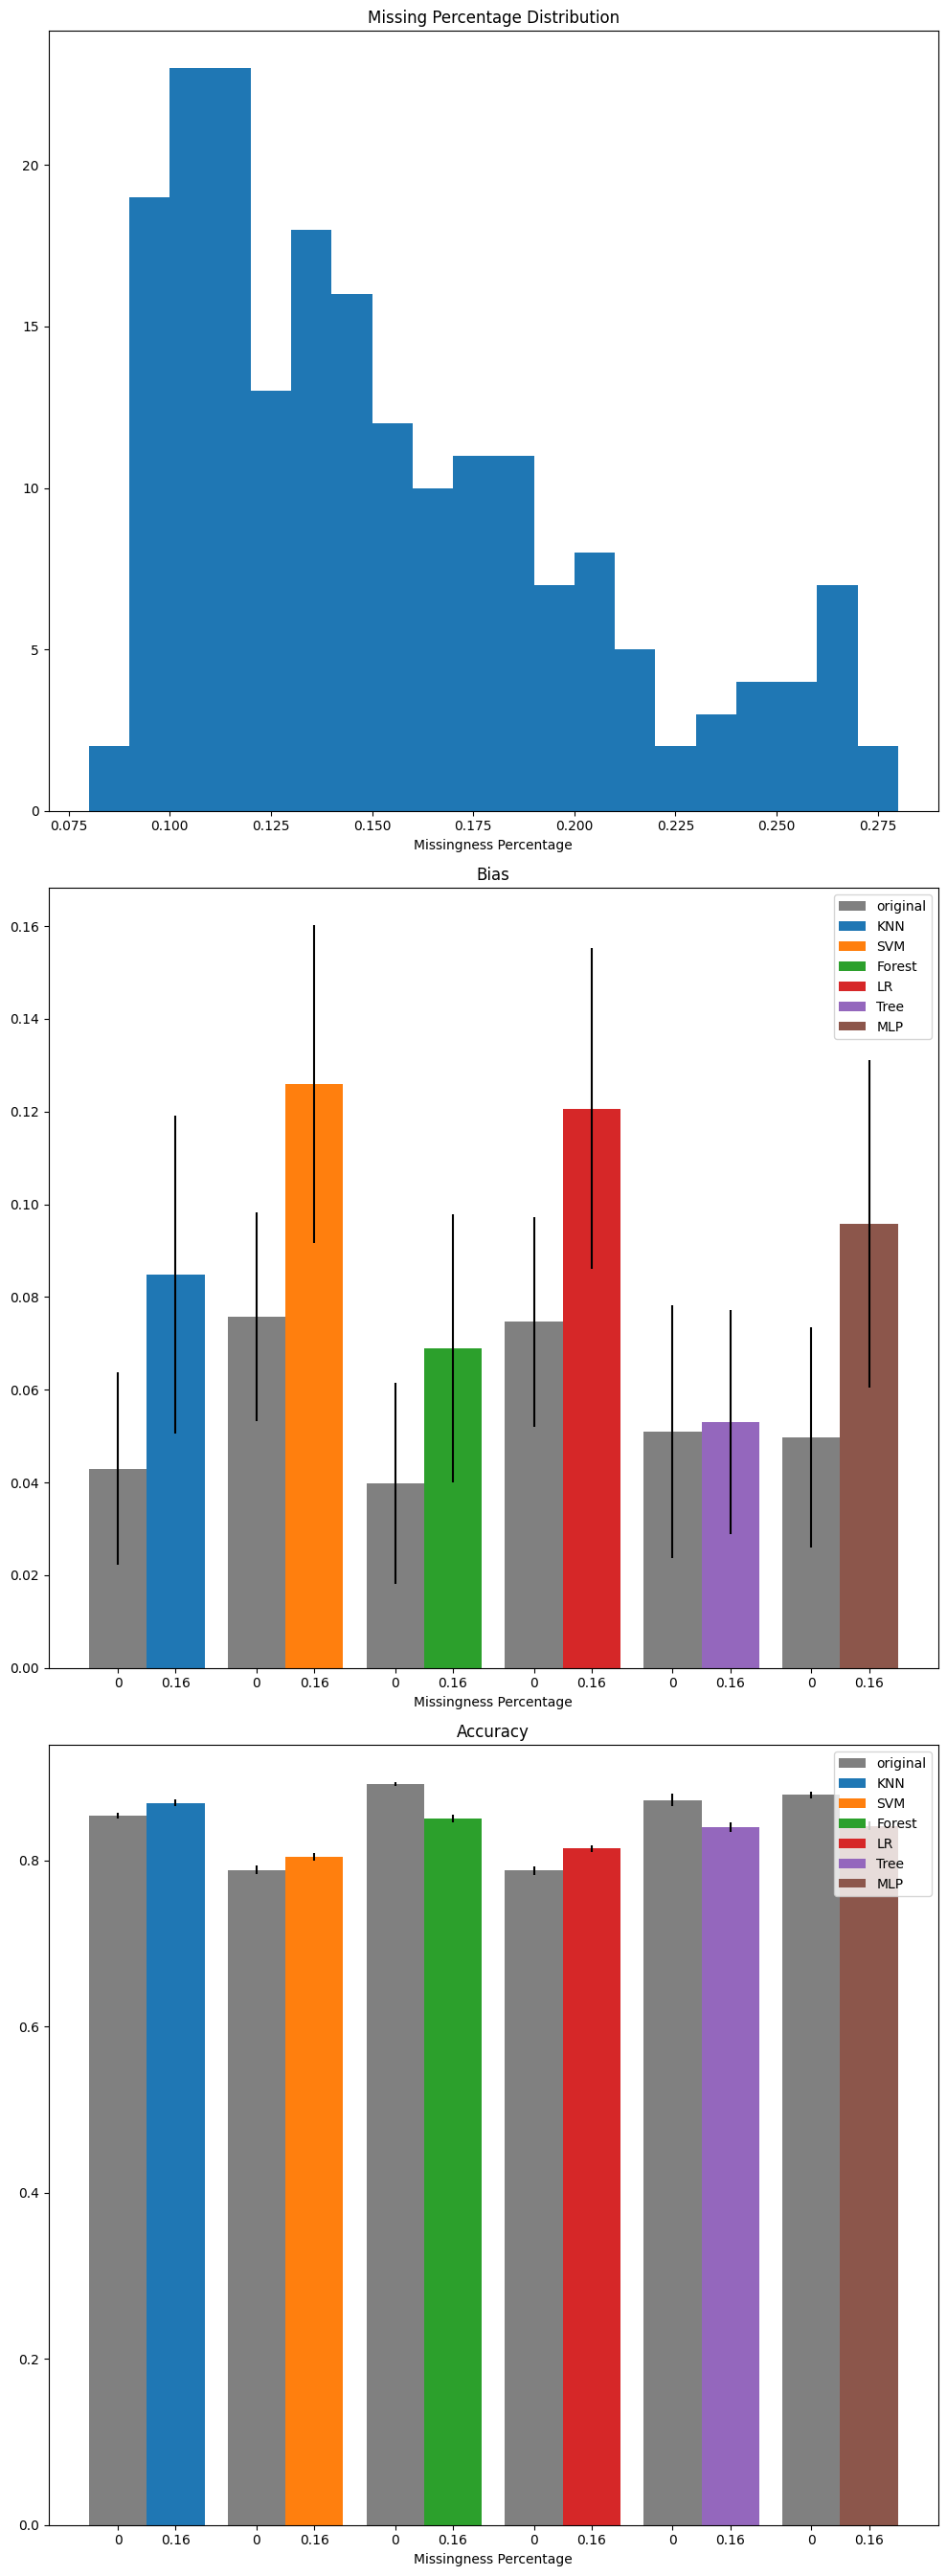 Missing Percentage Distribution
20
15
10
5
0
0.075 0.100 0.125 0.150 0.175 0.200 0.225 0.250 0.275
Missingness Percentage
Bias
0.16
0.14
0.12
0.10
0.08
0.06
0.04
0.02
0.00
original
KNN
SVM
Forest
LR
Tree
MLP
0 0.16 0 0.16 0 0.16 0 0.16 0 0.16 0 0.16
Missingness Percentage
Accuracy
0.8
0.6
0.4
0.2
0.0
original
KNN
SVM
Forest
LR
Tree
MLP
0 0.16 0 0.16 0 0.16 0 0.16 0 0.16 0 0.16
Missingness Percentage